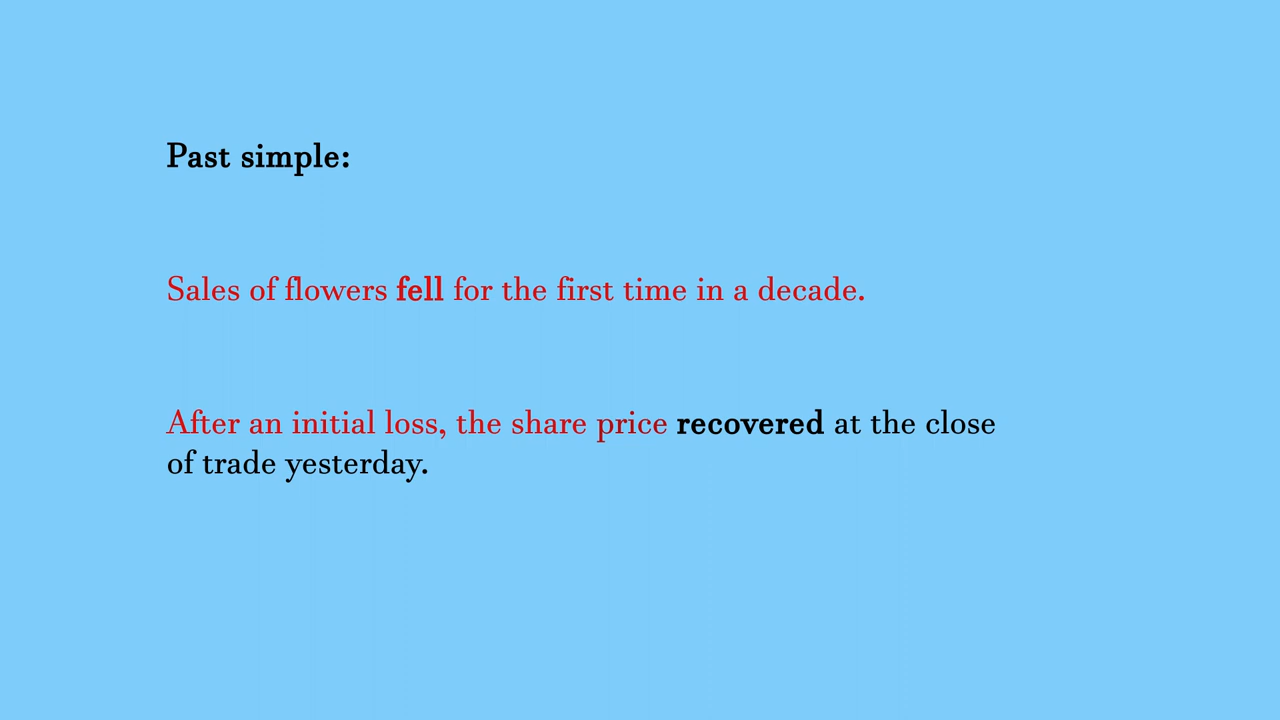 Past simple:
Sales of flowers fell for the first time in a decade.
After an initial loss, the share price recovered at the close
of trade yesterday.